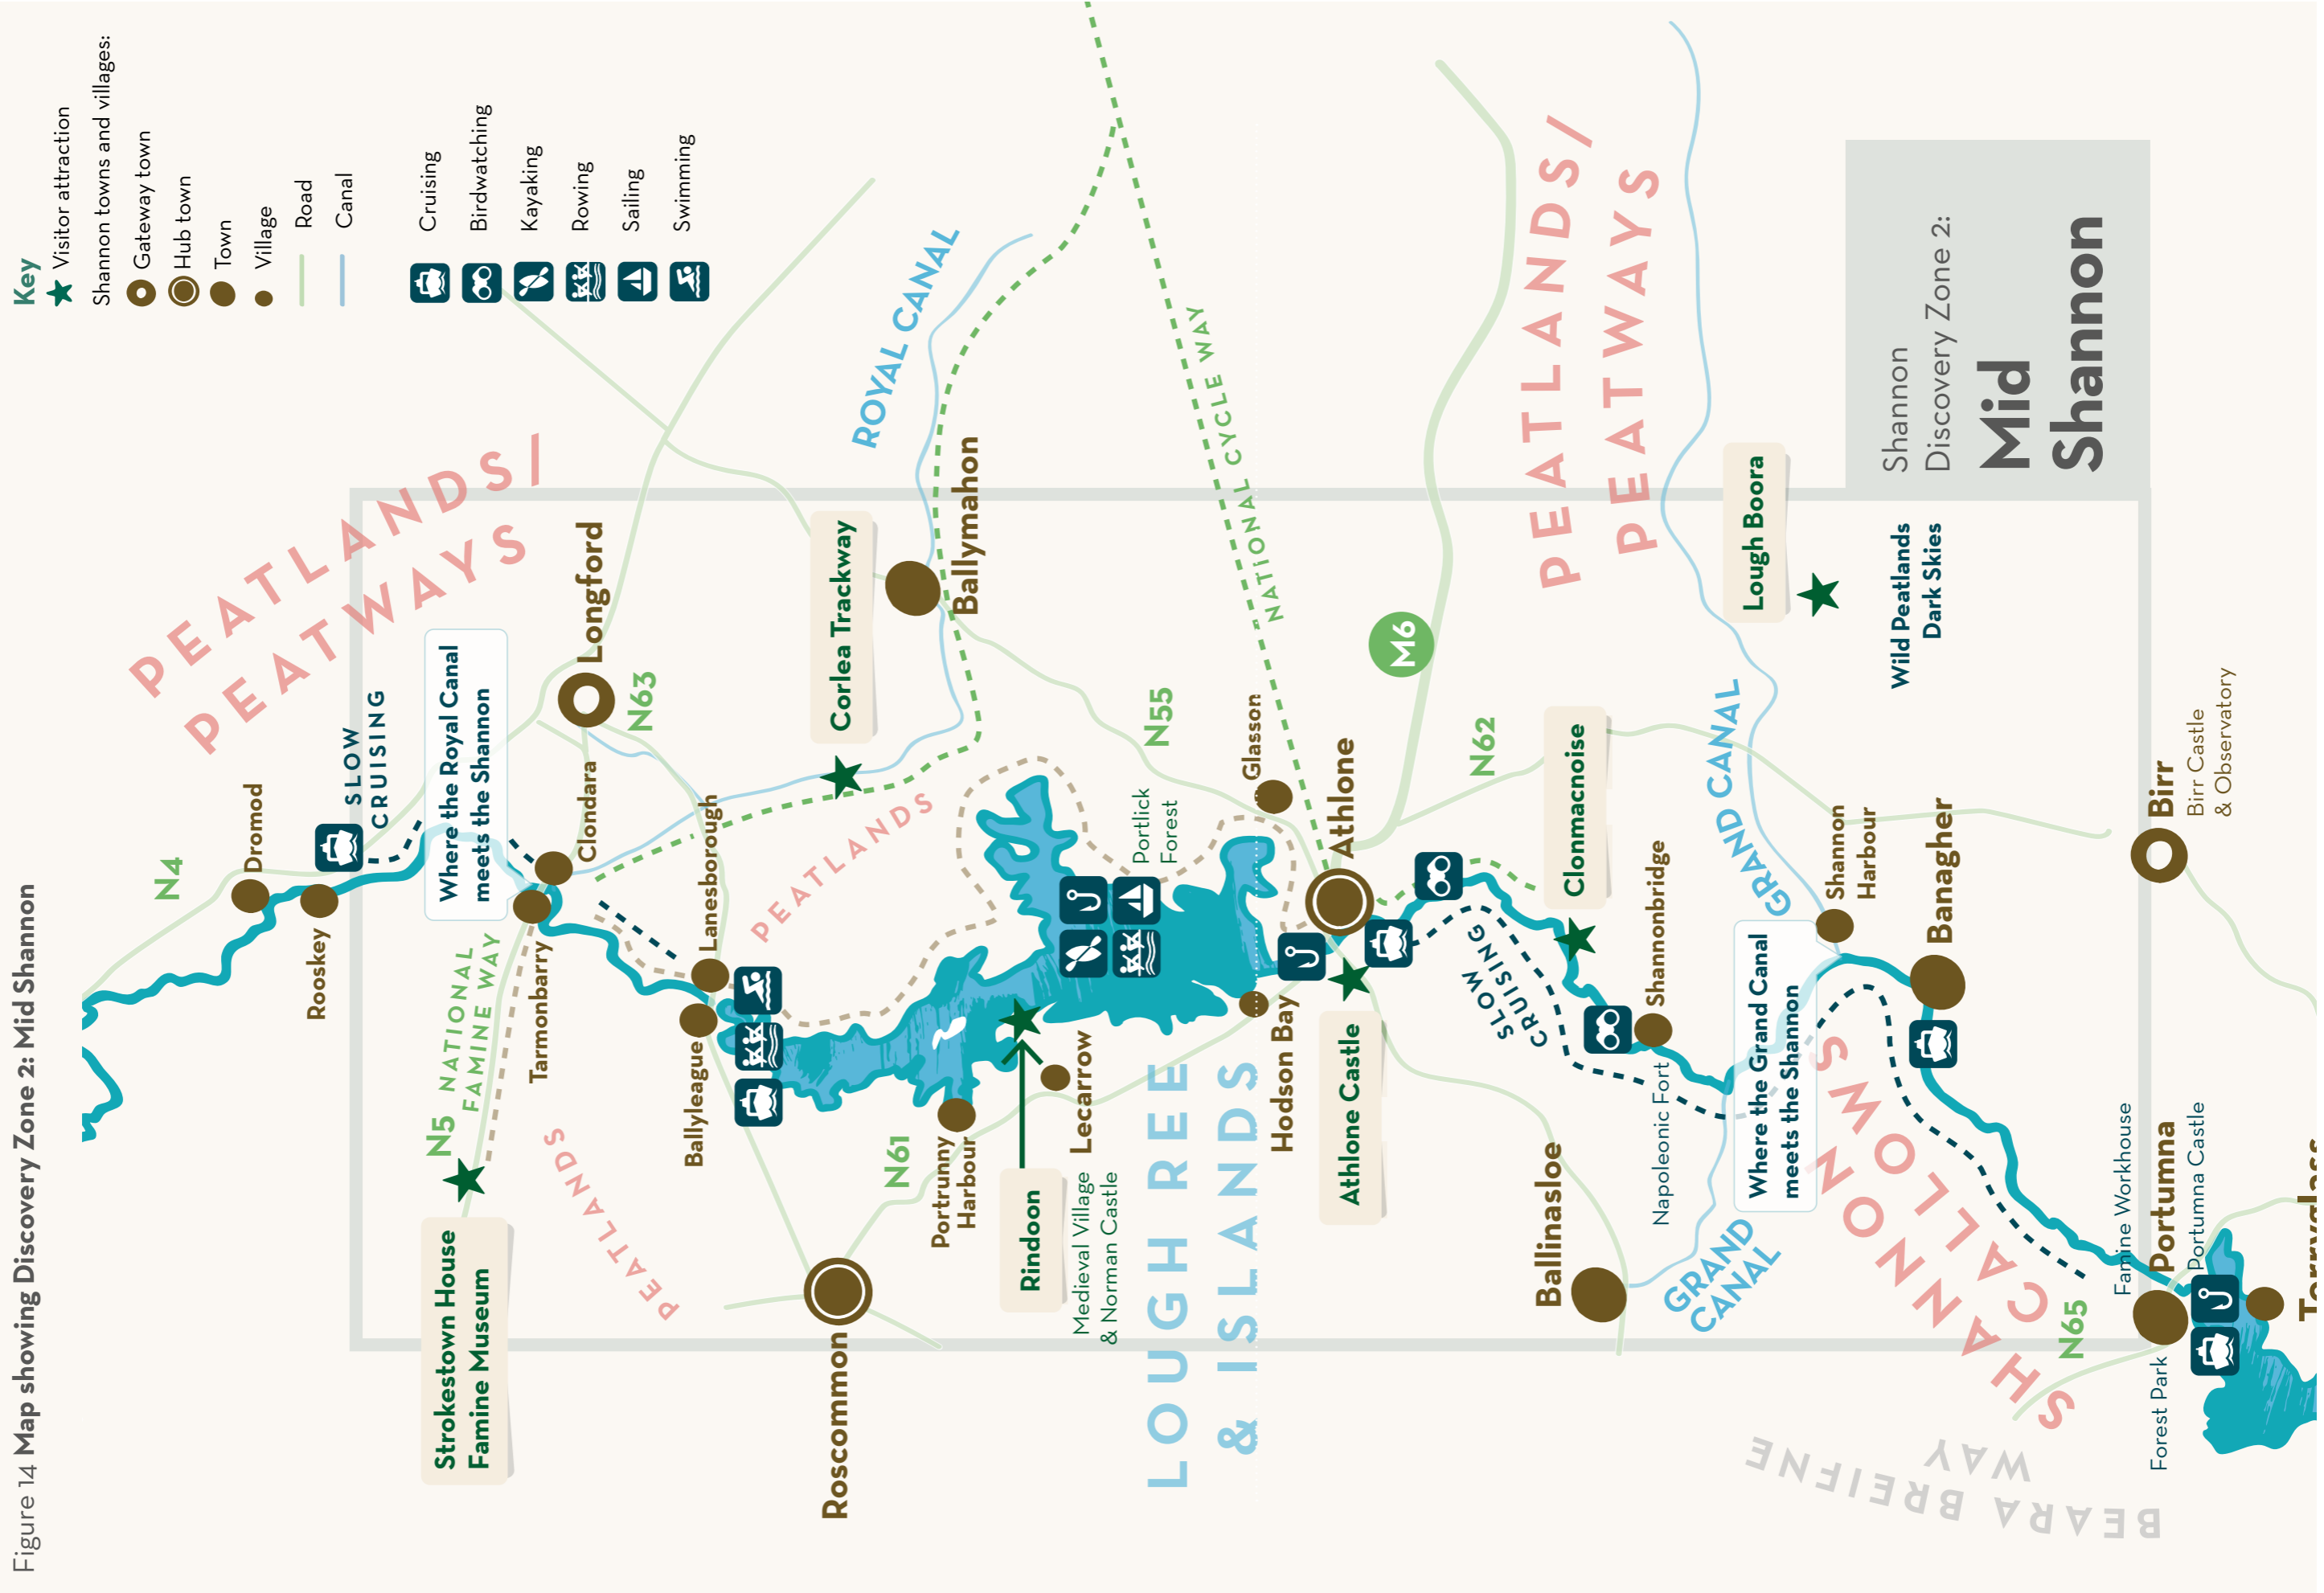 Figure 14 Map showing Discovery Zone 2: Mid Shannon
Key
Visitor attraction
Shannon towns and villages:
Gateway town
Hub town
Town
Village
Road
Canal
Cruising
Birdwatching
Kayaking
Rowing
Sailing
Swimming
N4
Dromod
Rooskey
SLOW
CRUISING
PEATLANDS/
PEATWAYS
Where the Royal Canal
meets the Shannon
Longford
N63
Clondara
Tarmonbarry
N5
NATIONAL
FAMINE WAY
Strokestown House
Famine Museum
PEATLANDS
Lanesborough
Ballyleague
PEATLANDS
Corlea Trackway
ROYAL CANAL
Ballymahon
Roscommon
N61
Portrunny
Harbour
Rindoon
Medieval Village
& Norman Castle
Lecarrow
Portlick
Forest
N55
NATIONAL CYCLE WAY
LOUGH REE
& ISLANDS
Glasson
Hodson Bay
Athlone
Athlone Castle
M6
N62
PEATLANDS/
PEATWAYS
Clonmacnoise
SLOW
CRUISING
Ballinasloe
Shannonbridge
Napoleonic Fort
GRAND
CANAL
GRAND CANAL
Where the Grand Canal
meets the Shannon
Shannon
Harbour
Lough Boora
Wild Peatlands
Dark Skies
Banagher
SHANNON
CALLOWS
Shannon
Discovery Zone 2:
Mid
Shannon
Birr
Birr Castle
& Observatory
N65
Famine Workhouse
Portumna
Portumna Castle
Forest Park
BEARA BREIFNE
WAY